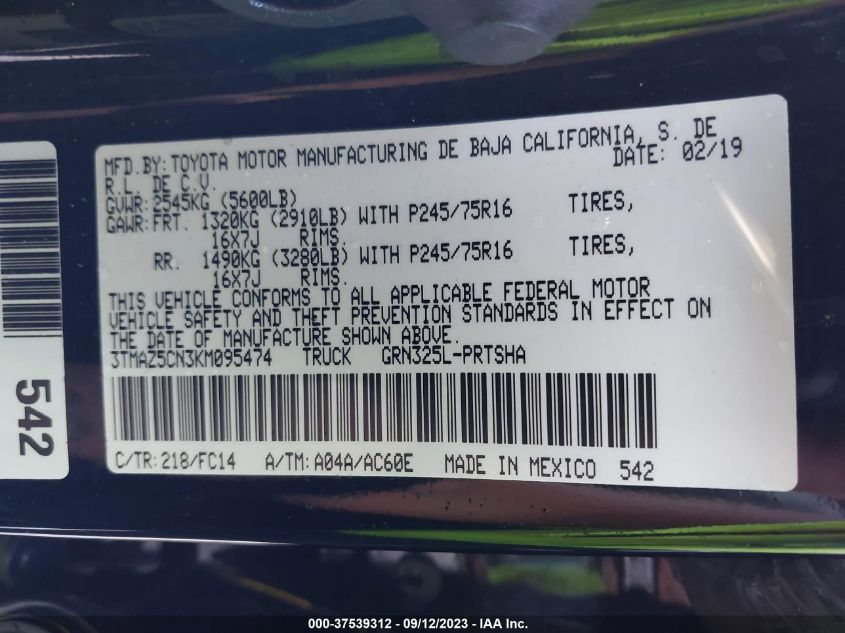 MFD.BY:TOYOTA MOTOR MANUFACTURING DE BAJA CALIFORNIA, S. DE
R.L. DE C.V. DATE: 02/19
GVWR:2545KG (5600LB)
GAWR:FRT. 1320KG (2910LB) WITH P245/75R16 TIRES,
16X7J RIMS.
RR. 1490KG (3280LB) WITH P245/75R16 TIRES,
16X7J RIMS.
THIS VEHICLE CONFORMS TO ALL APPLICABLE FEDERAL MOTOR
VEHICLE SAFETY AND THEFT PREVENTION STANDARDS IN EFFECT ON
THE DATE OF MANUFACTURE SHOWN ABOVE.
3TMAZ5CN3KM095474 TRUCK GRN325L-PRTSHA
C/TR:218/FC14 A/TM:A04A/AC60E MADE IN MEXICO 542
542
000-37539312 - 09/12/2023 - IAA Inc.